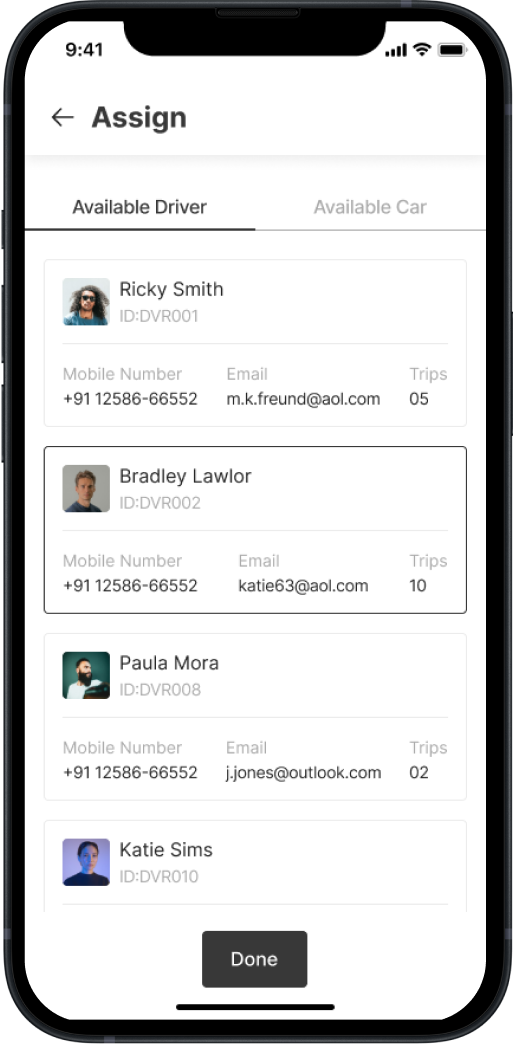 9:41
Assign
Available Driver Available Car
Ricky Smith
ID:DVR001
Mobile Number Email Trips
+91 12586-66552 m.k.freund@aol.com 05
Bradley Lawlor
ID:DVR002
Mobile Number Email Trips
+91 12586-66552 katie63@aol.com 10
Paula Mora
ID:DVR008
Mobile Number Email Trips
+91 12586-66552 j.jones@outlook.com 02
Katie Sims
ID:DVR010
Done